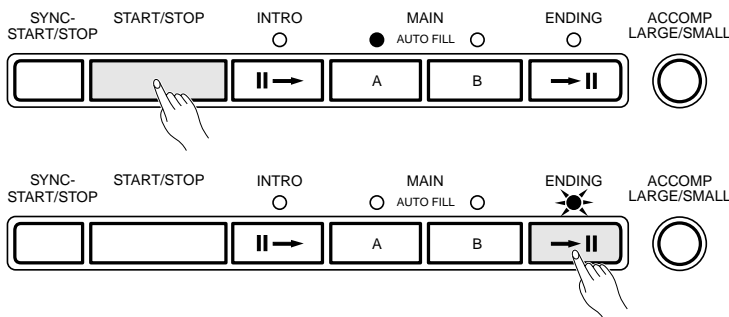 SYNC-START/STOP START/STOP INTRO MAIN ENDING ACCOMP LARGE/SMALL
AUTO FILL
A B
SYNC-START/STOP START/STOP INTRO MAIN ENDING ACCOMP LARGE/SMALL
AUTO FILL
A B